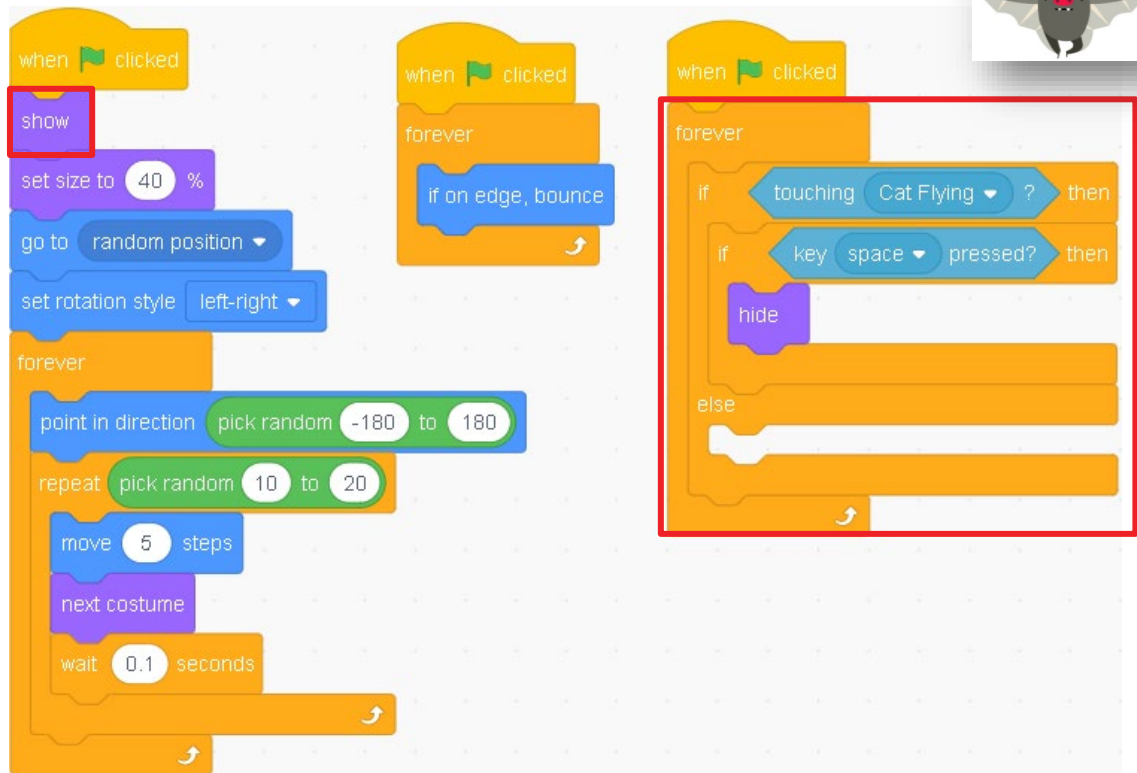 when clicked
show
set size to 40 %
go to random position
set rotation style left-right
forever
point in direction pick random -180 to 180
repeat pick random 10 to 20
move 5 steps
next costume
wait 0.1 seconds
when clicked
forever
if on edge, bounce
when clicked
forever
if touching Cat Flying ? then
if key space pressed? then
hide
else